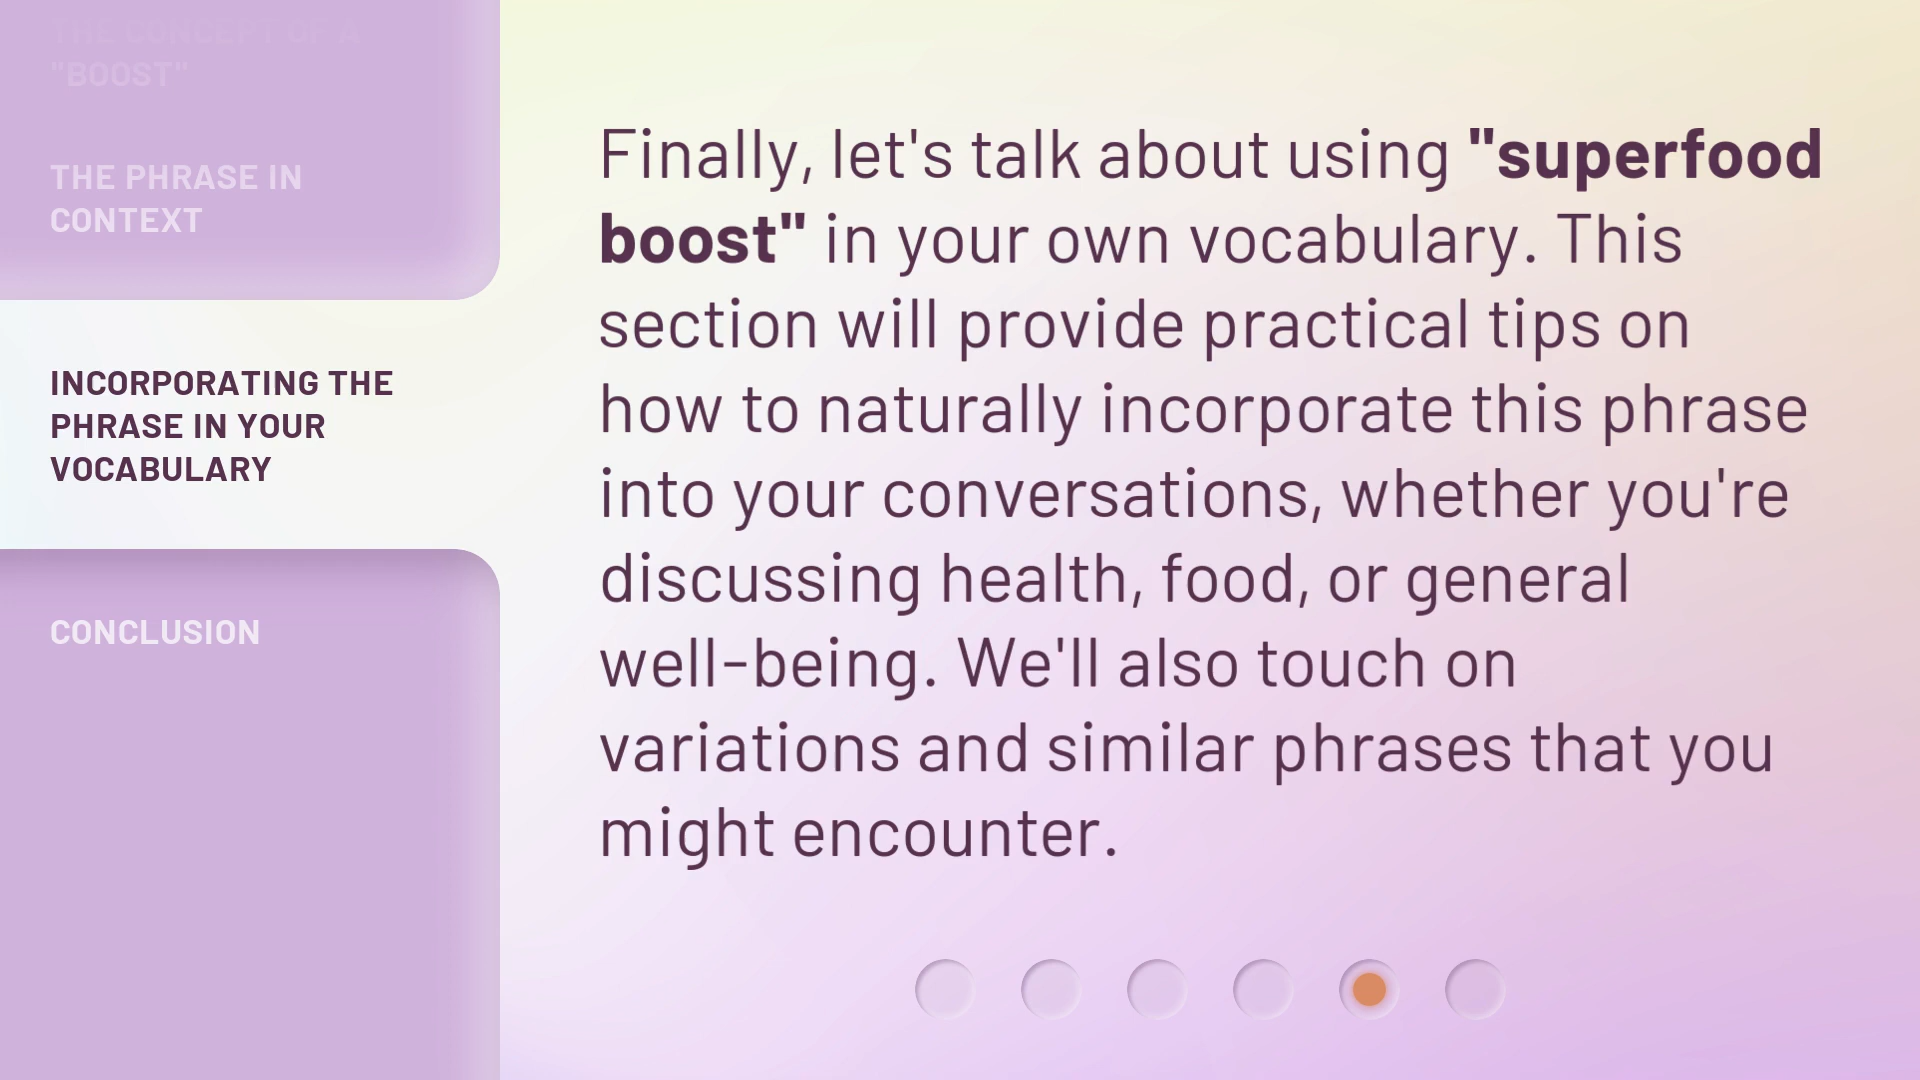 THE CONCEPT OF A
"BOOST"
THE PHRASE IN
CONTEXT
INCORPORATING THE
PHRASE IN YOUR
VOCABULARY
CONCLUSION
Finally, let's talk about using "superfood
boost" in your own vocabulary. This
section will provide practical tips on
how to naturally incorporate this phrase
into your conversations, whether you're
discussing health, food, or general
well-being. We'll also touch on
variations and similar phrases that you
might encounter.